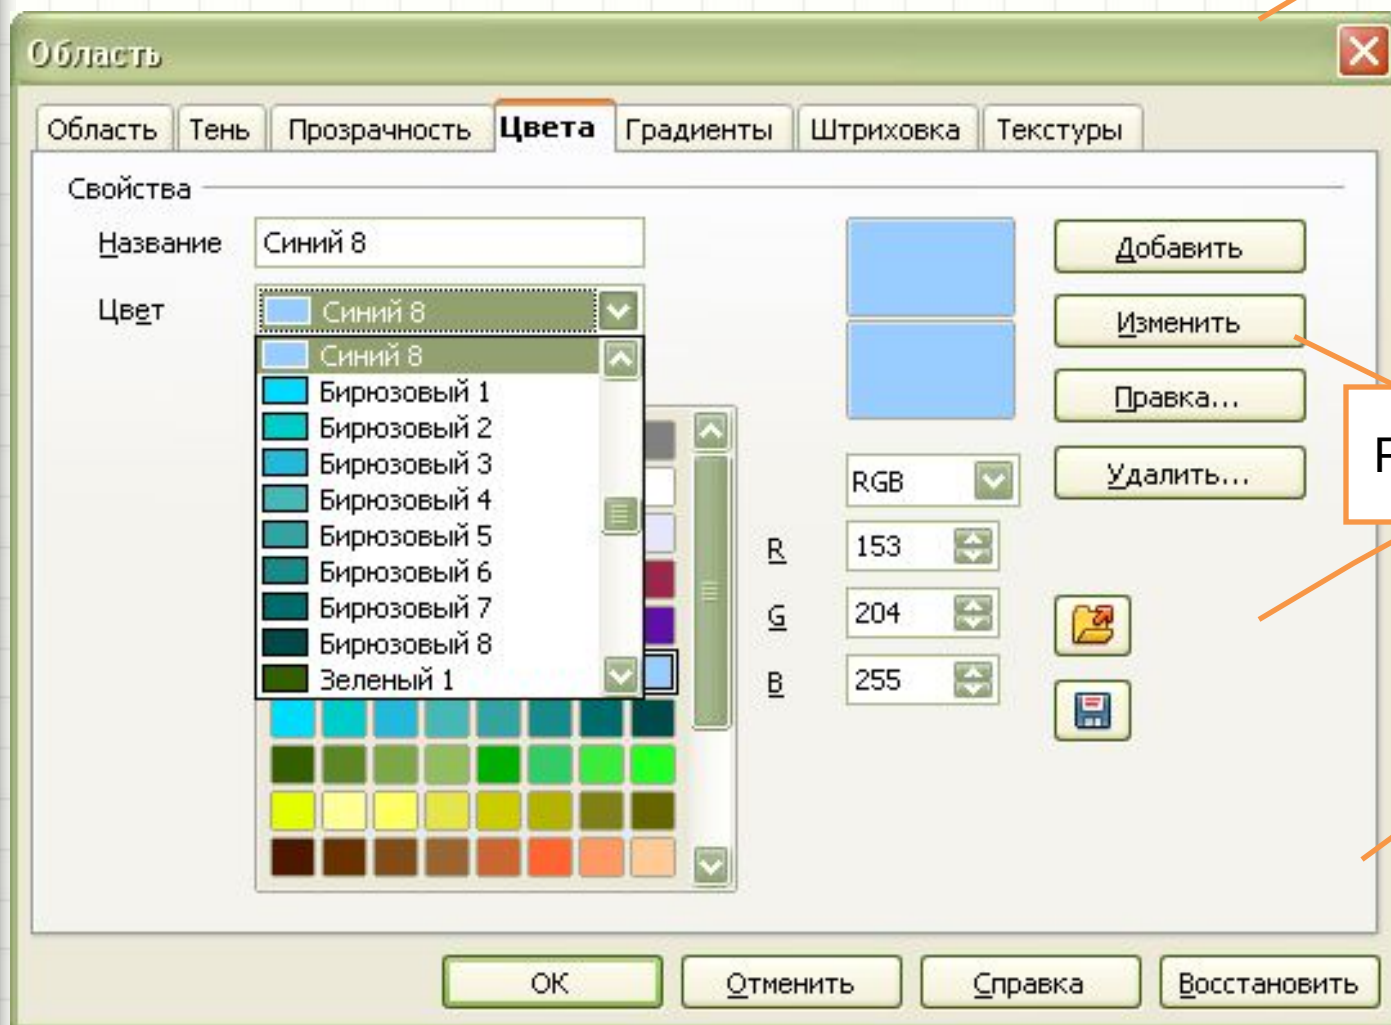 Область
Область Тень Прозрачность Цвета Градиенты Штриховка Текстуры
Свойства
Название Синий 8 Добавить
Цвет Синий 8 Изменить
Синий 8
Бирюзовый 1 Правка...
Бирюзовый 2
Бирюзовый 3 RGB Удалить...
Бирюзовый 4
Бирюзовый 5 R 153
Бирюзовый 6
Бирюзовый 7 G 204
Бирюзовый 8
Зеленый 1 B 255
OK Отменить Справка Восстановить